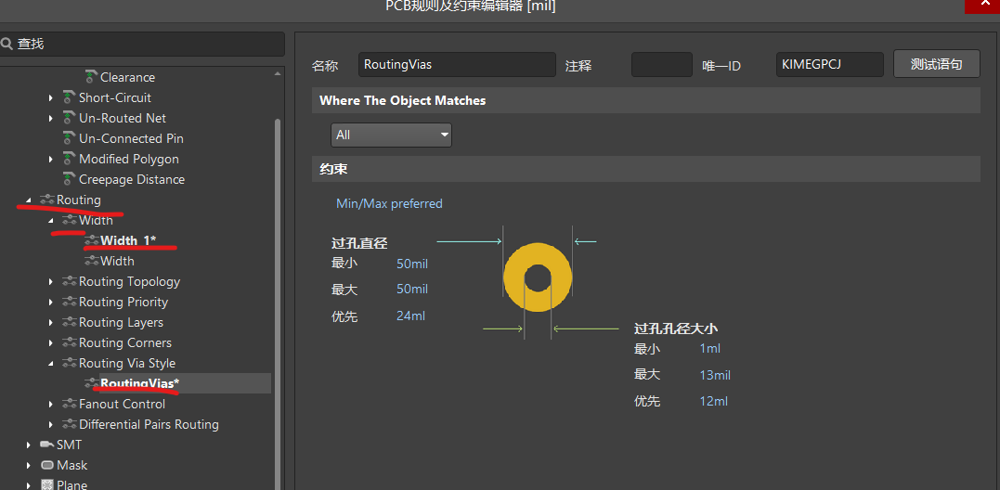 PCB规则及约束编辑器 [mil]
查找
Clearance
Short-Circuit
Un-Routed Net
Un-Connected Pin
Modified Polygon
Creepage Distance
Routing
Width
Width_1*
Width
Routing Topology
Routing Priority
Routing Layers
Routing Corners
Routing Via Style
RoutingVias*
Fanout Control
Differential Pairs Routing
SMT
Mask
Plane
名称 RoutingVias 注释 唯一ID KIMEGPCJ 测试语句
Where The Object Matches
All
约束
Min/Max preferred
过孔直径
最小 50mil
最大 50mil
优先 24ml
过孔孔径大小
最小 1ml
最大 13mil
优先 12ml